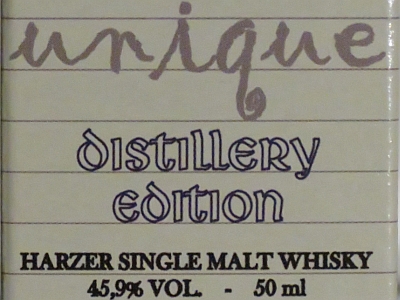 unique
distillery
edition
HARZER SINGLE MALT WHISKY
45,9% VOL. - 50 ml